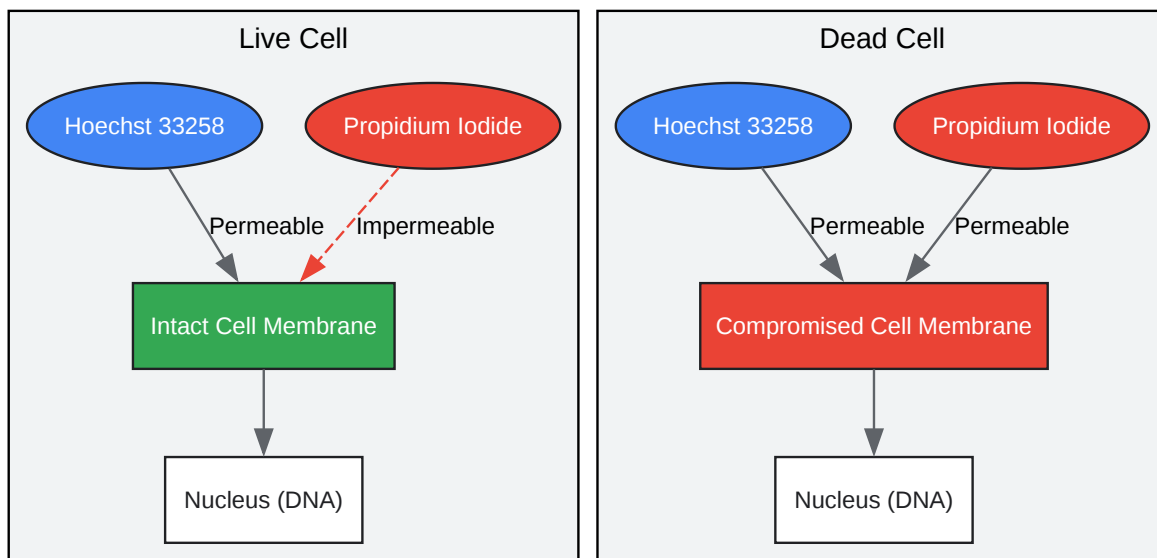 Live Cell
Hoechst 33258
Propidium Iodide
Permeable
Impermeable
Intact Cell Membrane
Nucleus (DNA)
Dead Cell
Hoechst 33258
Propidium Iodide
Permeable
Permeable
Compromised Cell Membrane
Nucleus (DNA)